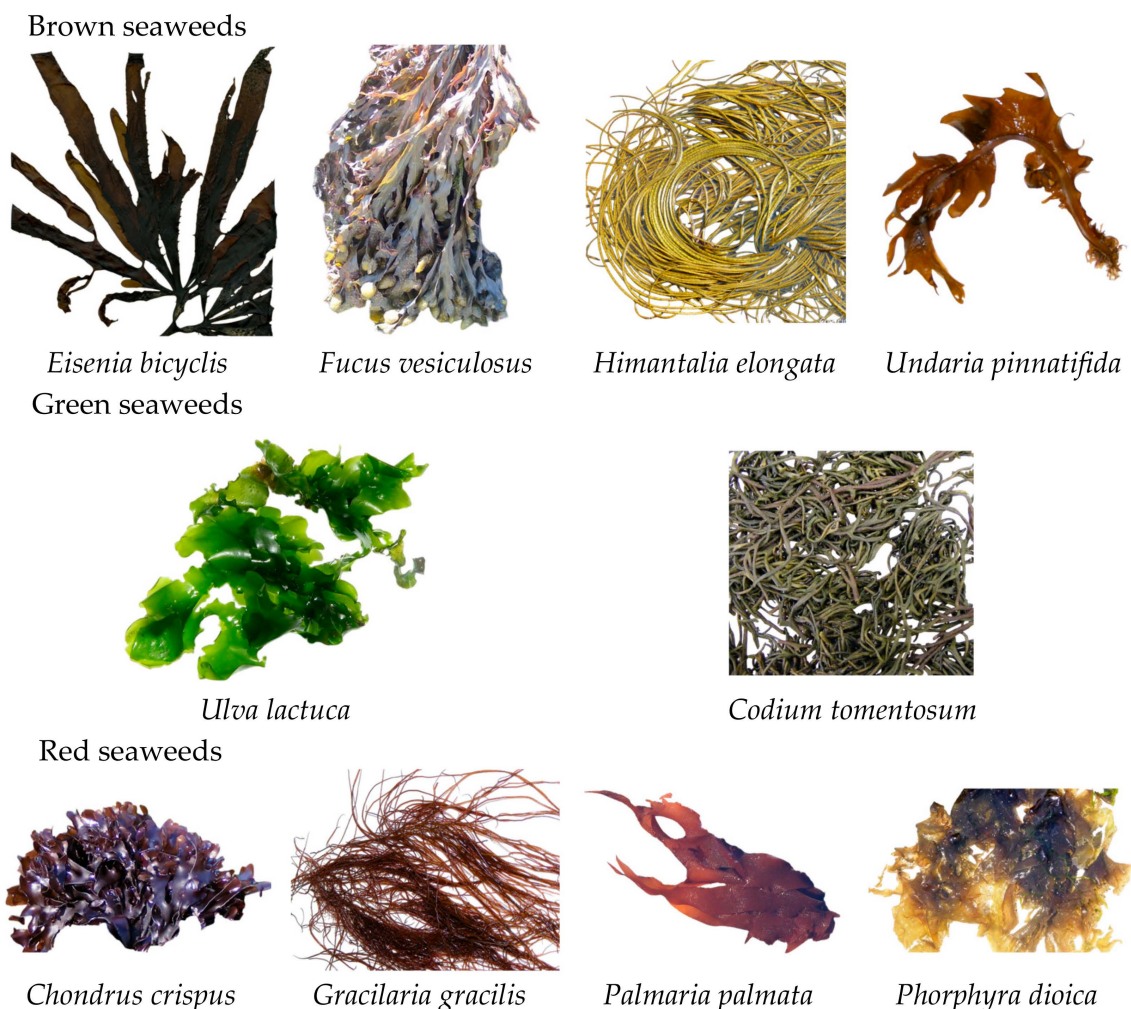 Brown seaweeds
Eisenia bicyclis
Fucus vesiculosus
Himantalia elongata
Undaria pinnatifida
Green seaweeds
Ulva lactuca
Codium tomentosum
Red seaweeds
Chondrus crispus
Gracilaria gracilis
Palmaria palmata
Phorphyra dioica